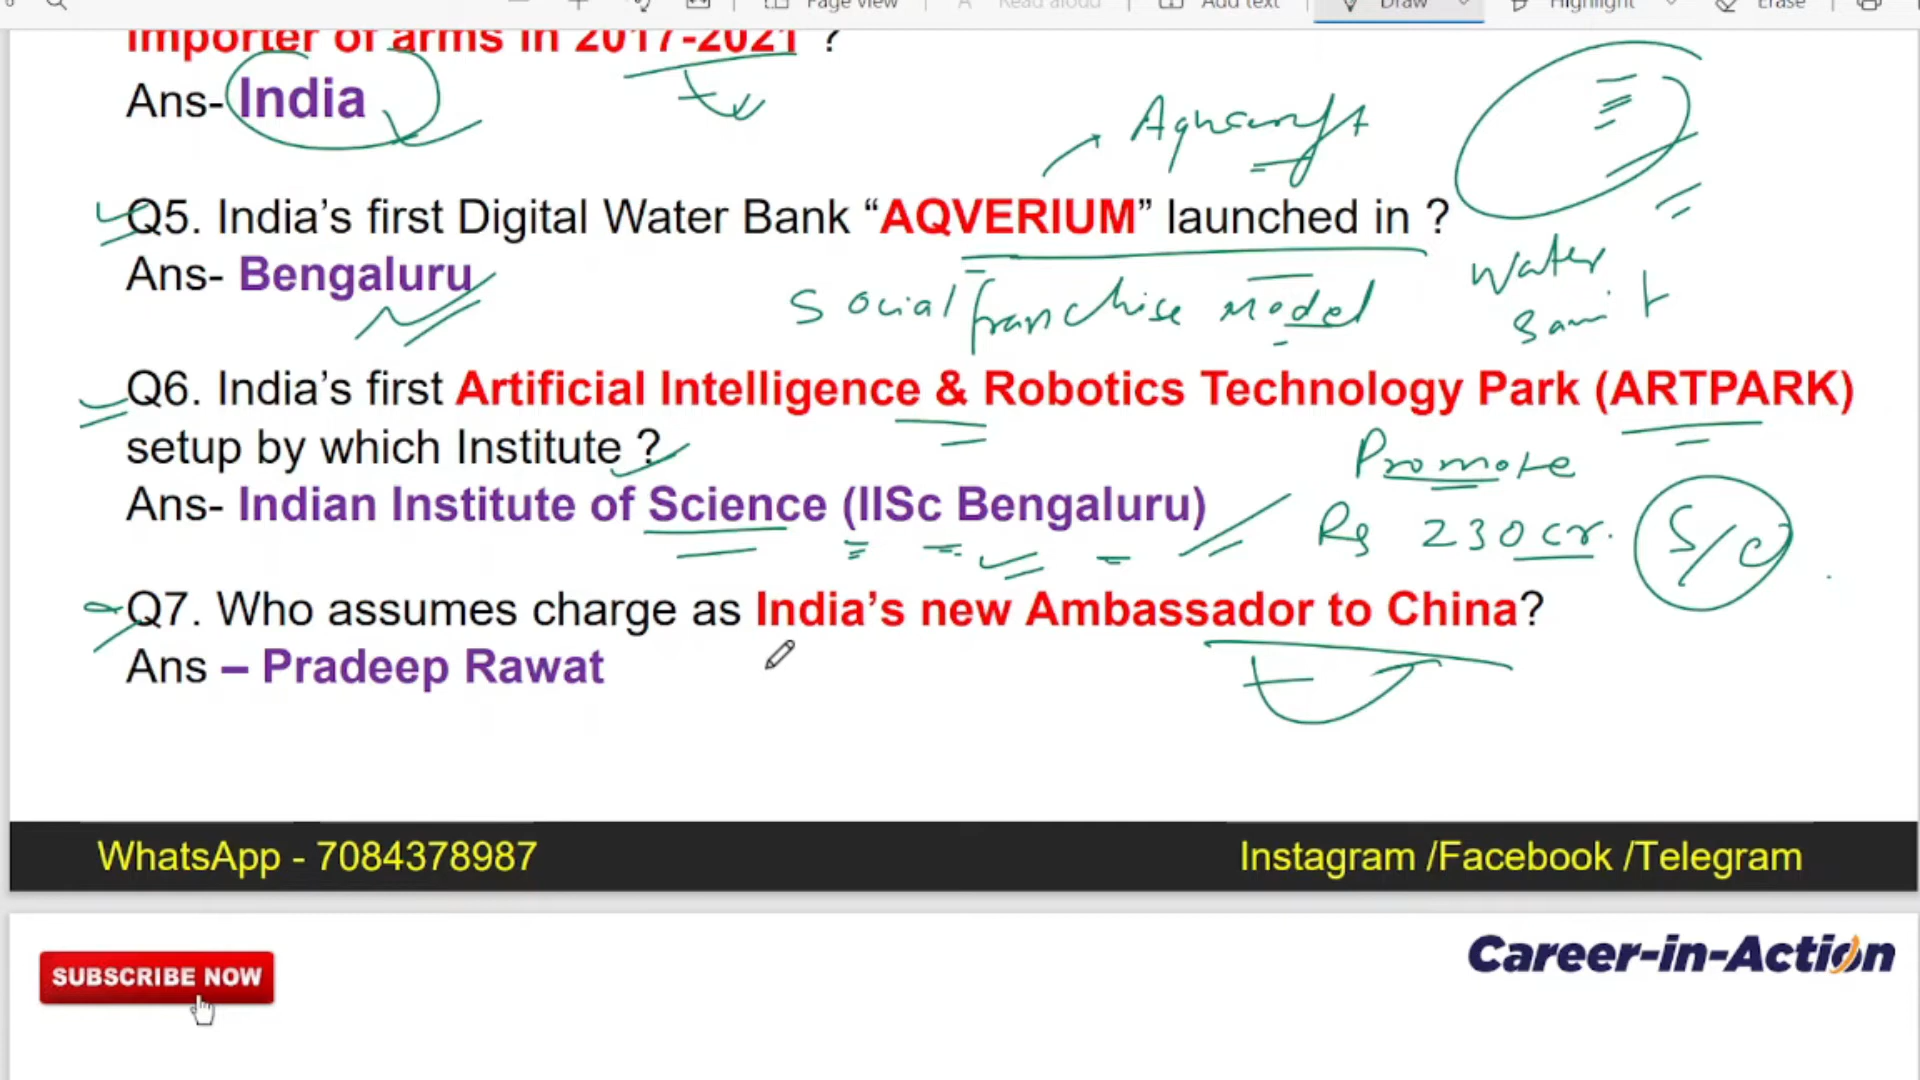 Page view
Read aloud
Add text
Draw
Highlight
Erase
Importer of arms in 2017-2021 ?
Ans- India
Aquacraft
Q5. India's first Digital Water Bank “AQVERIUM” launched in ?
Ans- Bengaluru
Social franchise model
Water
Q6. India's first Artificial Intelligence & Robotics Technology Park (ARTPARK)
setup by which Institute ?
Promote
Ans- Indian Institute of Science (IISc Bengaluru)
Rs 230 cr.
S/C
Q7. Who assumes charge as India's new Ambassador to China?
Ans – Pradeep Rawat
WhatsApp - 7084378987
Instagram /Facebook /Telegram
SUBSCRIBE NOW
Career-in-Action